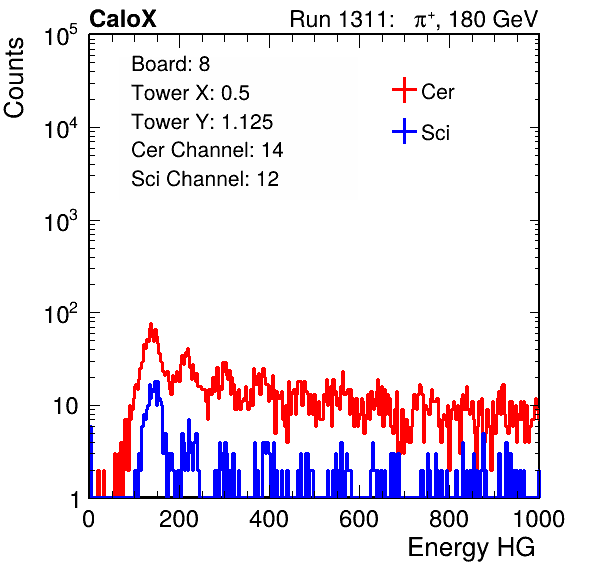 CaloX Run 1311: π⁺, 180 GeV
Counts
10⁵
10⁴
10³
10²
10
1
Board: 8
Tower X: 0.5
Tower Y: 1.125
Cer Channel: 14
Sci Channel: 12
Cer
Sci
0 200 400 600 800 1000
Energy HG